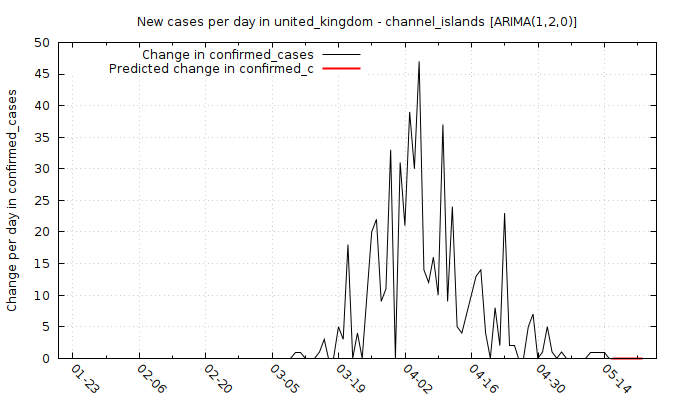 New cases per day in united_kingdom - channel_islands [ARIMA(1,2,0)]
Change in confirmed_cases
Predicted change in confirmed_c
Change per day in confirmed_cases
50
45
40
35
30
25
20
15
10
5
0
01-23 02-06 02-20 03-05 03-19 04-02 04-16 04-30 05-14